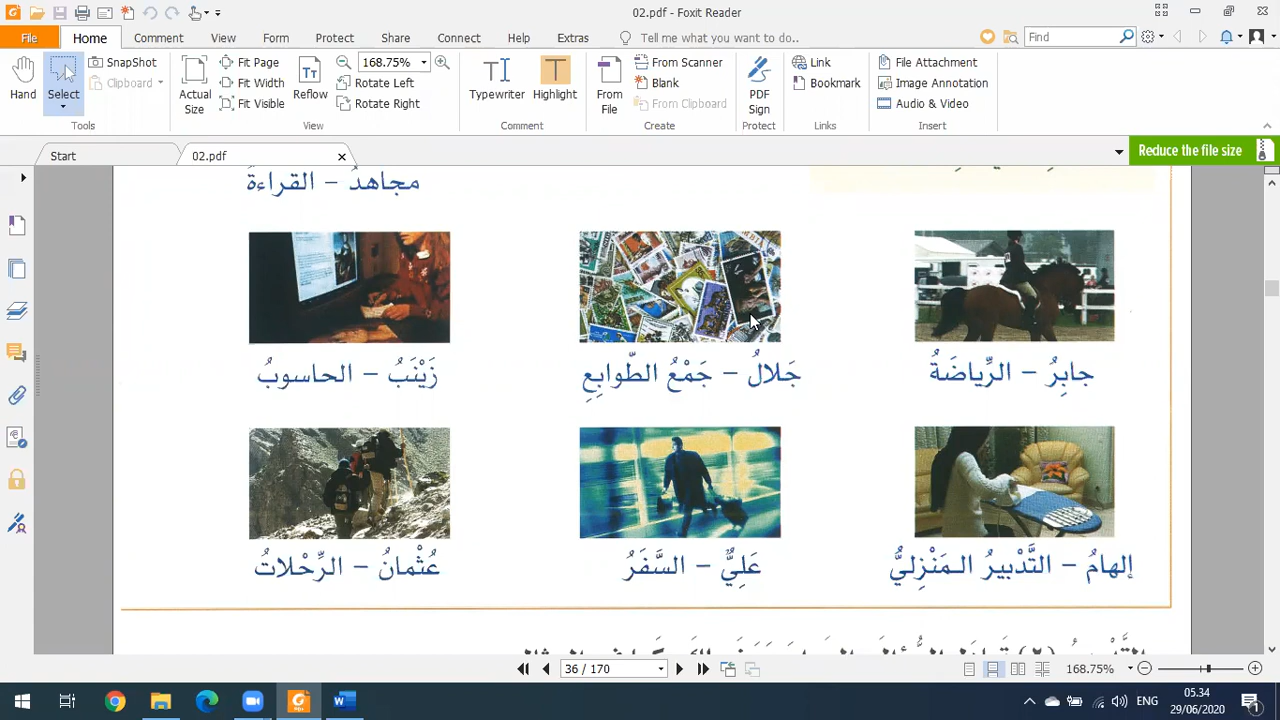 02.pdf - Foxit Reader
File Home Comment View Form Protect Share Connect Help Extras Tell me what you want to do.. Find
Hand
Select
SnapShot
Clipboard
Tools
Actual Size
Fit Page
Fit Width
Fit Visible
Reflow
168.75%
Rotate Left
Rotate Right
View
Typewriter
Highlight
Comment
From File
From Scanner
Blank
From Clipboard
Create
PDF Sign
Protect
Link
Bookmark
Links
File Attachment
Image Annotation
Audio & Video
Insert
Start 02.pdf Reduce the file size
مجاهدُ – القراءةُ
جابِرُ – الرِّياضَةُ
جَلالُ – جَمْعُ الطَّوابِعِ
زَيْنَبُ – الحاسوبُ
إلهامُ – التَّدْبيرُ الـمَنْزِليُّ
عَلِيٌّ – السَّفَرُ
عُثْمانُ – الرِّحْلاتُ
36 / 170 168.75%
ENG 05.34
29/06/2020